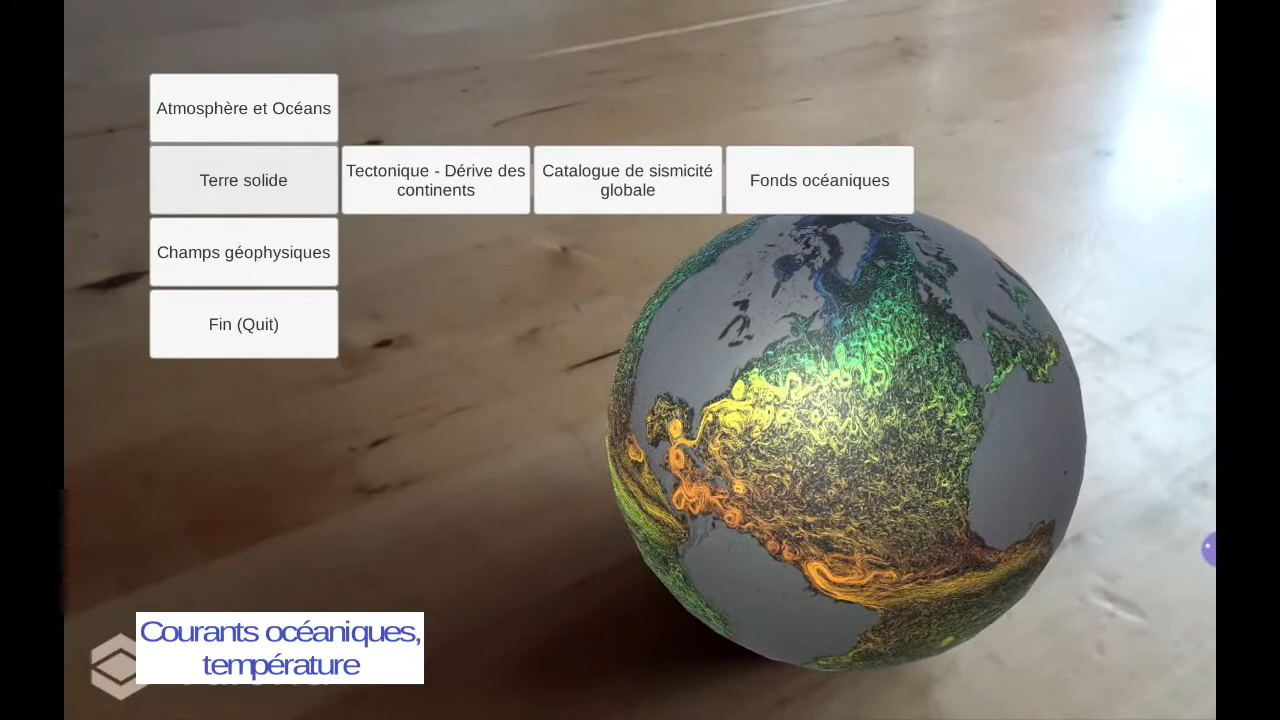 Atmosphère et Océans
Terre solide
Tectonique - Dérive des
continents
Catalogue de sismicité
globale
Fonds océaniques
Champs géophysiques
Fin (Quit)
Courants océaniques,
température